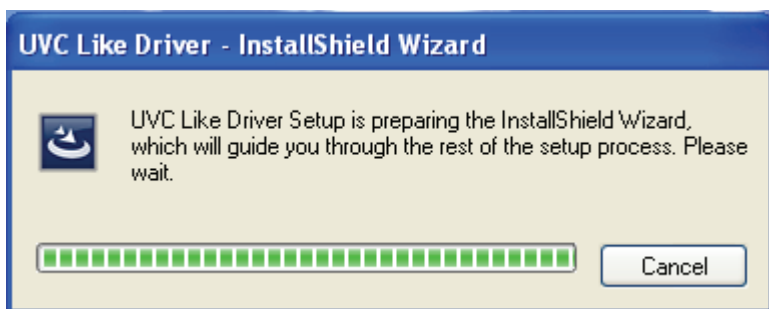 UVC Like Driver - InstallShield Wizard
UVC Like Driver Setup is preparing the InstallShield Wizard,
which will guide you through the rest of the setup process. Please
wait.
Cancel